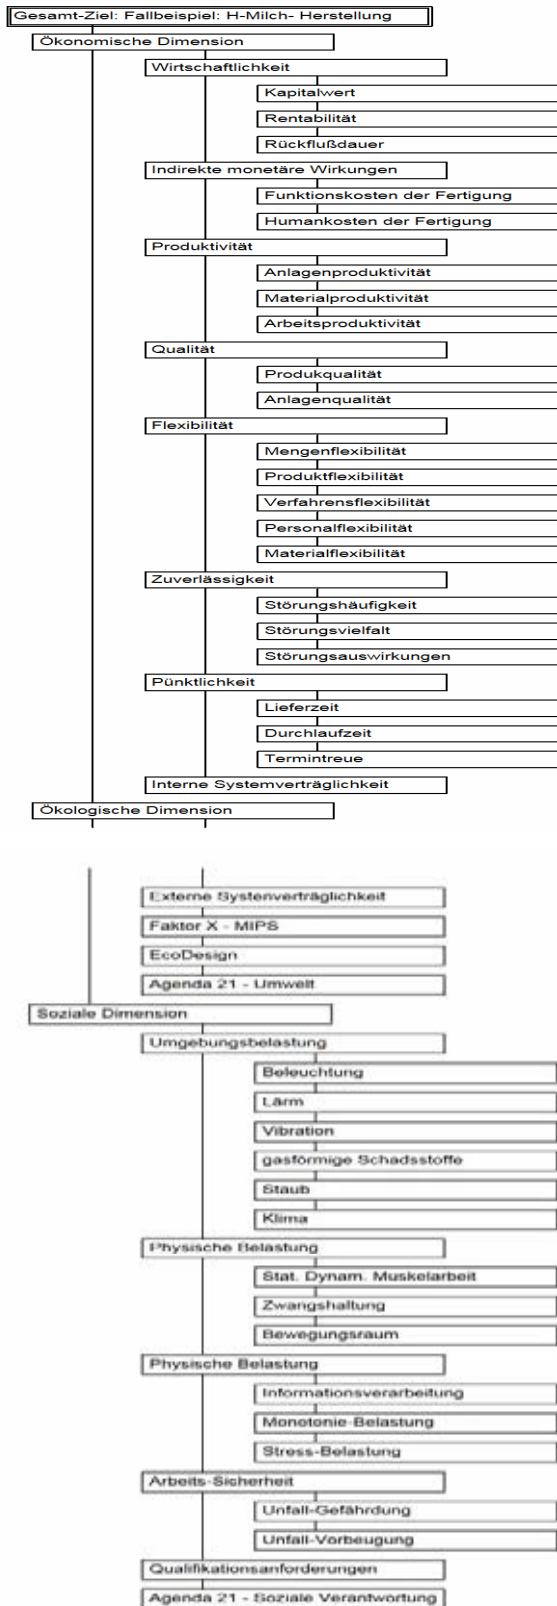 Gesamt-Ziel: Fallbeispiel: H-Milch- Herstellung
Ökonomische Dimension
Wirtschaftlichkeit
Kapitalwert
Rentabilität
Rückflußdauer
Indirekte monetäre Wirkungen
Funktionskosten der Fertigung
Humankosten der Fertigung
Produktivität
Anlagenproduktivität
Materialproduktivität
Arbeitsproduktivität
Qualität
Produkqualität
Anlagenqualität
Flexibilität
Mengenflexibilität
Produktflexibilität
Verfahrensflexibilität
Personalflexibilität
Materialflexibilität
Zuverlässigkeit
Störungshäufigkeit
Störungsvielfalt
Störungsauswirkungen
Pünktlichkeit
Lieferzeit
Durchlaufzeit
Termintreue
Interne Systemverträglichkeit
Ökologische Dimension
Externe Systenverträglichkeit
Faktor X - MIPS
EcoDesign
Agenda 21 - Umwelt
Soziale Dimension
Umgebungsbelastung
Beleuchtung
Lärm
Vibration
gasförmige Schadsstoffe
Staub
Klima
Physische Belastung
Stat. Dynam. Muskelarbeit
Zwangshaltung
Bewegungsraum
Physische Belastung
Informationsverarbeitung
Monotonie-Belastung
Stress-Belastung
Arbeits-Sicherheit
Unfall-Gefährdung
Unfall-Vorbeugung
Qualifikationsanforderungen
Agenda 21 - Soziale Verantwortung